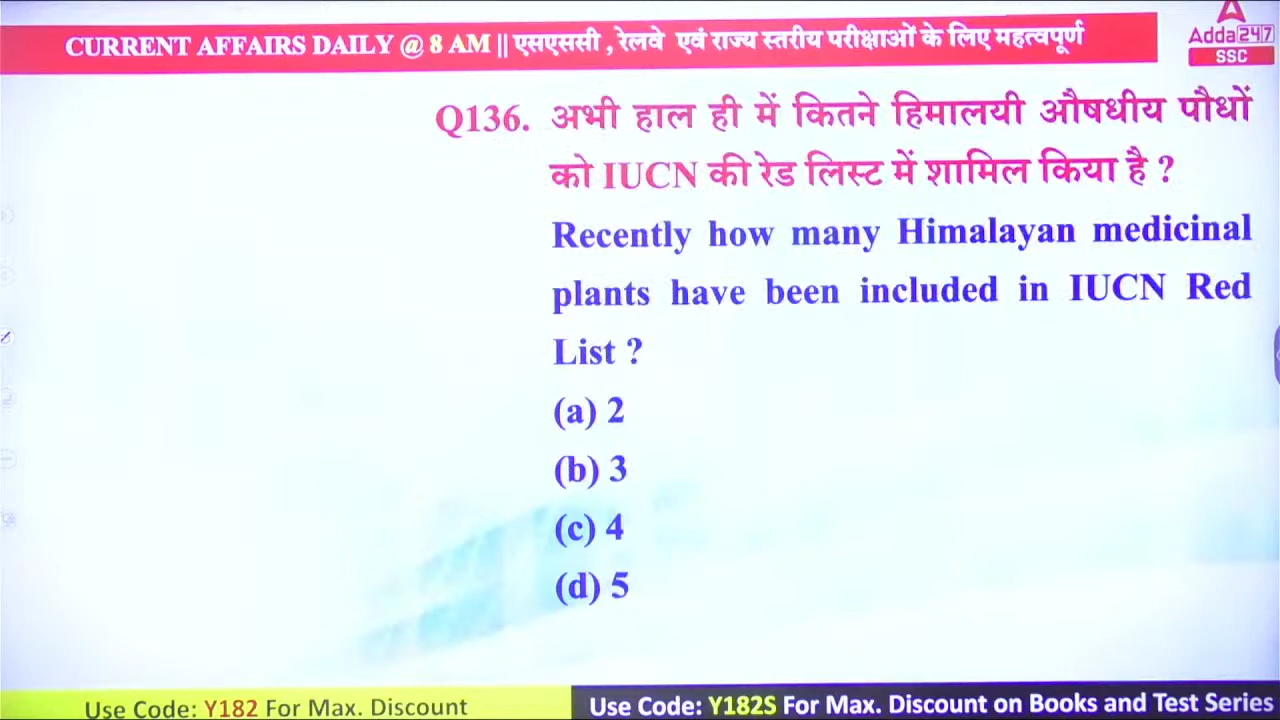 CURRENT AFFAIRS DAILY @ 8 AM || एसएससी , रेलवे एवं राज्य स्तरीय परीक्षाओं के लिए महत्वपूर्ण
Adda247
SSC
Q136. अभी हाल ही में कितने हिमालयी औषधीय पौधों
को IUCN की रेड लिस्ट में शामिल किया है ?
Recently how many Himalayan medicinal
plants have been included in IUCN Red
List ?
(a) 2
(b) 3
(c) 4
(d) 5
Use Code: Y182 For Max. Discount
Use Code: Y182S For Max. Discount on Books and Test Series